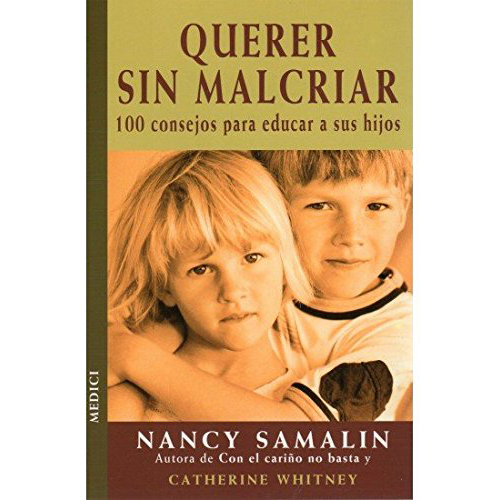 QUERER
SIN MALCRIAR
100 consejos para educar a sus hijos
MEDICI
NANCY SAMALIN
Autora de Con el cariño no basta y
CATHERINE WHITNEY